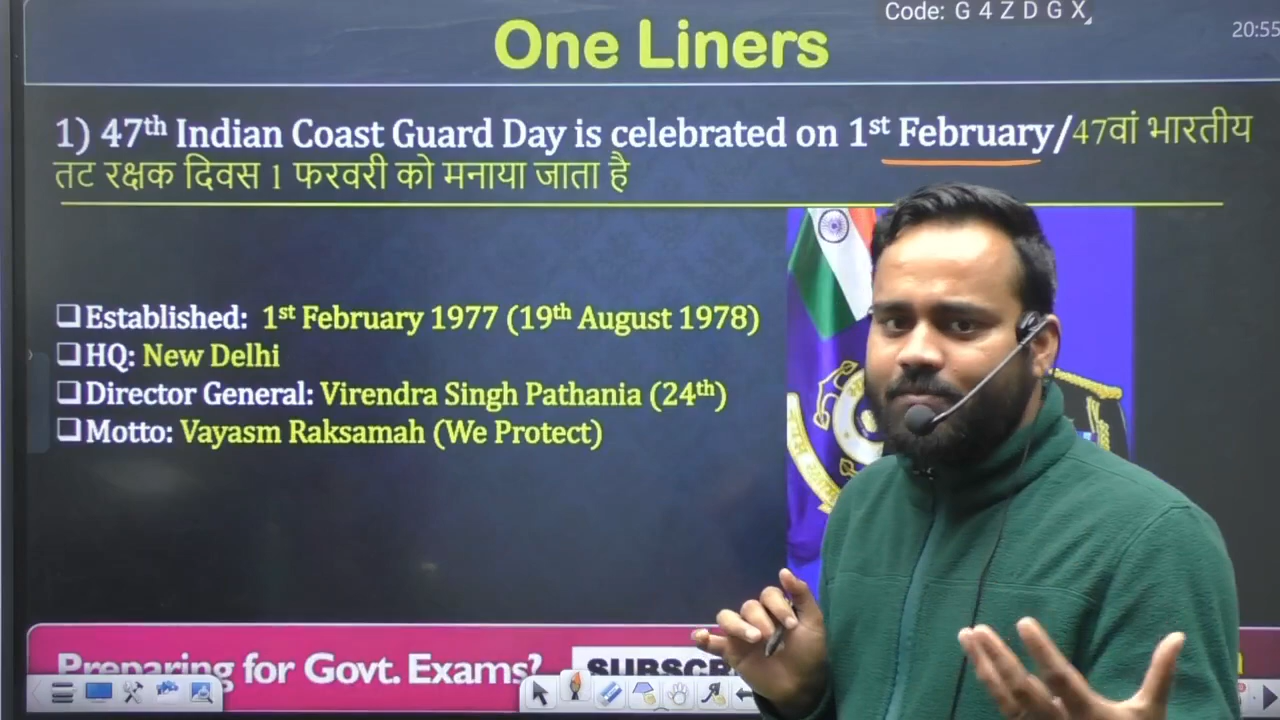 Code: G 4 Z D G X
20:55
One Liners
1) 47th Indian Coast Guard Day is celebrated on 1st February/47वां भारतीय
तट रक्षक दिवस 1 फरवरी को मनाया जाता है
❑Established: 1st February 1977 (19th August 1978)
❑HQ: New Delhi
❑Director General: Virendra Singh Pathania (24th)
❑Motto: Vayasm Raksamah (We Protect)
Preparing for Govt. Exams?